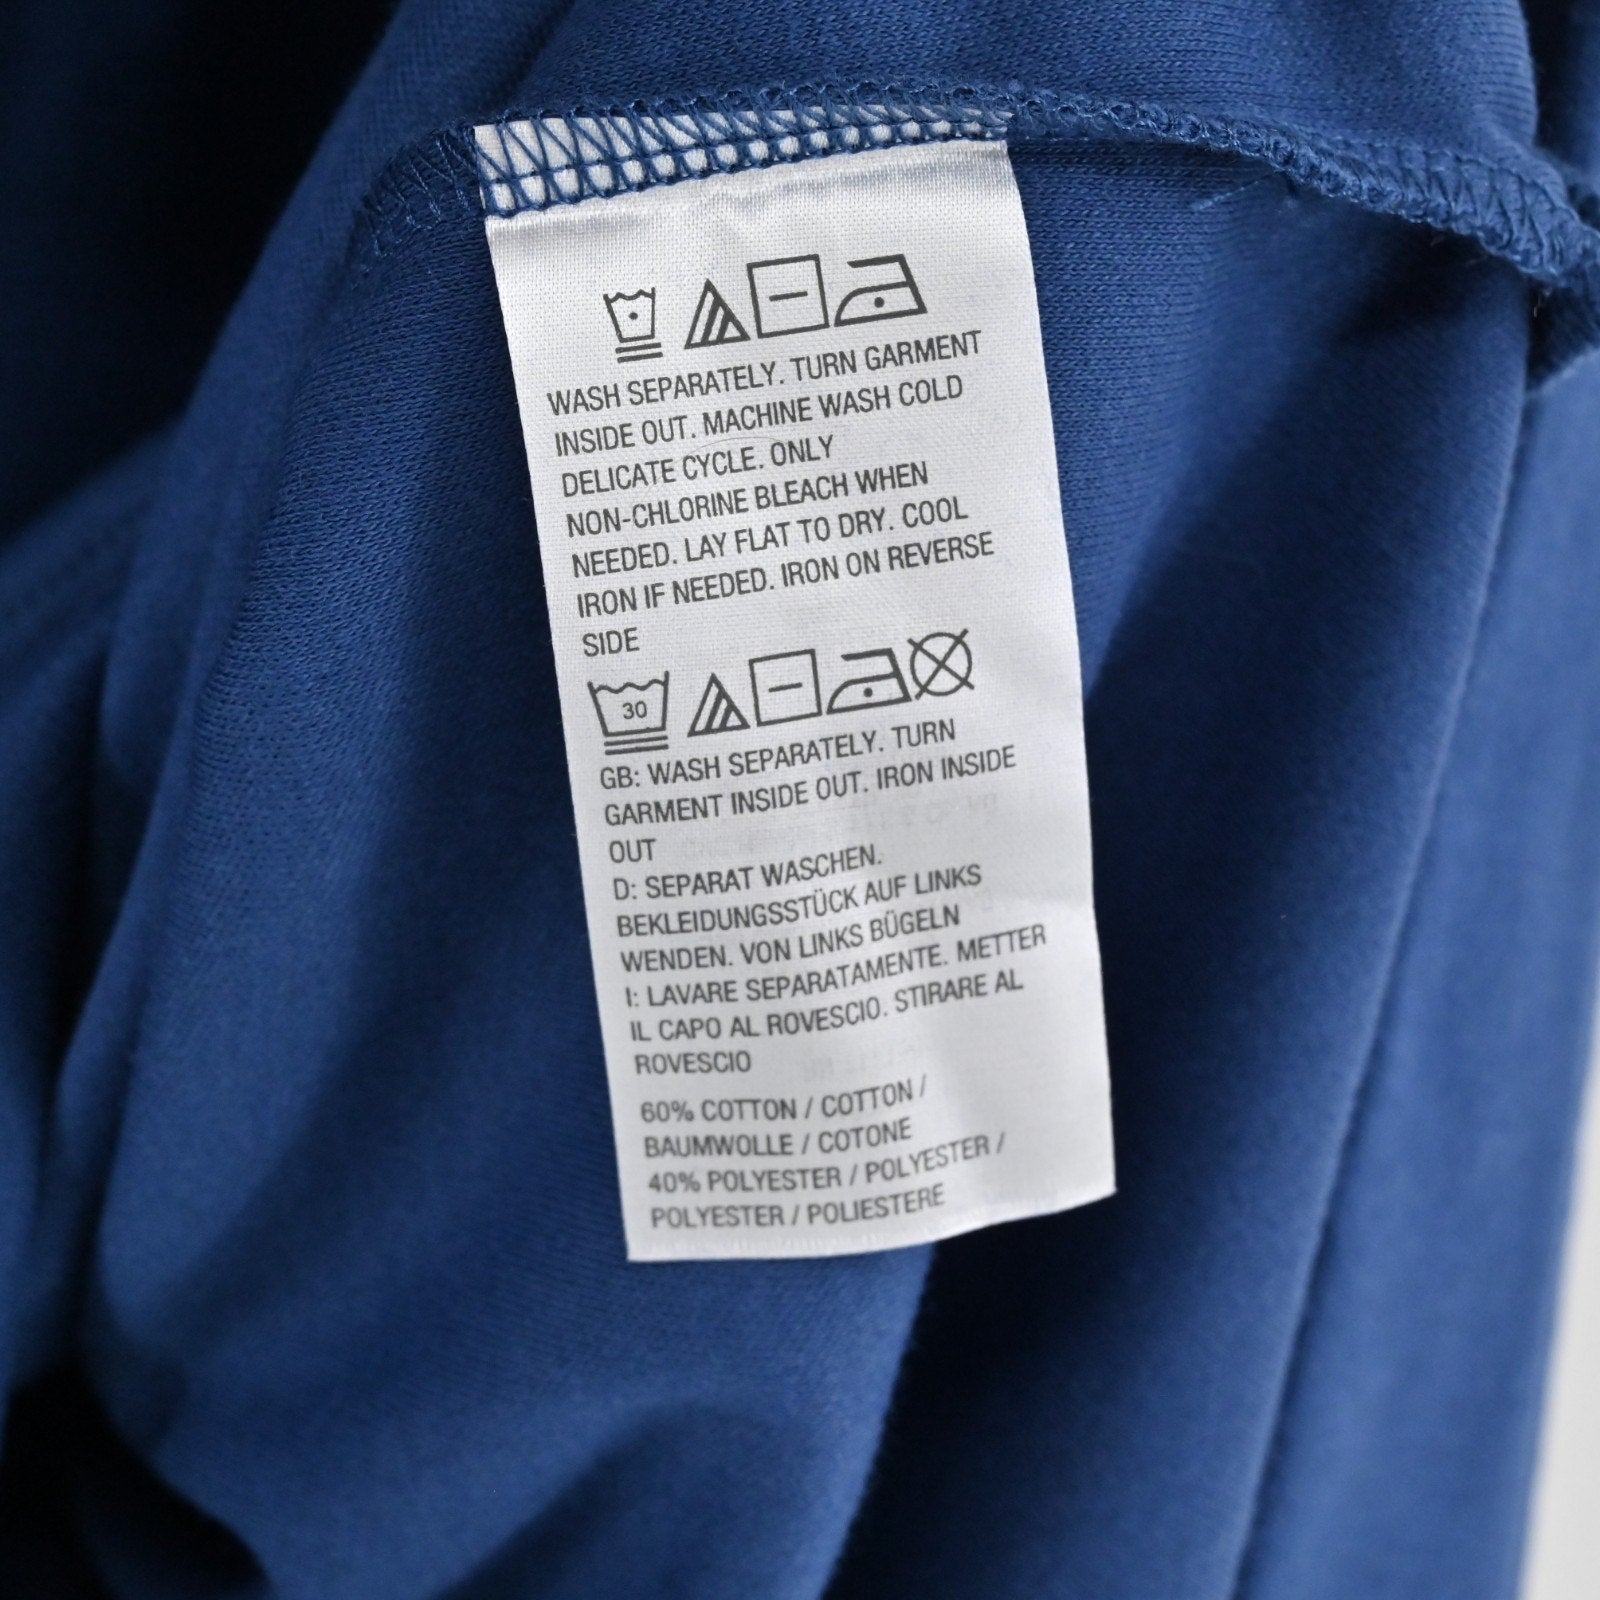 WASH SEPARATELY. TURN GARMENT
INSIDE OUT. MACHINE WASH COLD
DELICATE CYCLE. ONLY
NON-CHLORINE BLEACH WHEN
NEEDED. LAY FLAT TO DRY. COOL
IRON IF NEEDED. IRON ON REVERSE
SIDE
30
GB: WASH SEPARATELY. TURN
GARMENT INSIDE OUT. IRON INSIDE
OUT
D: SEPARAT WASCHEN.
BEKLEIDUNGSSTÜCK AUF LINKS
WENDEN. VON LINKS BÜGELN
I: LAVARE SEPARATAMENTE. METTER
IL CAPO AL ROVESCIO. STIRARE AL
ROVESCIO
60% COTTON / COTTON /
BAUMWOLLE / COTONE
40% POLYESTER / POLYESTER /
POLYESTER / POLIESTERE